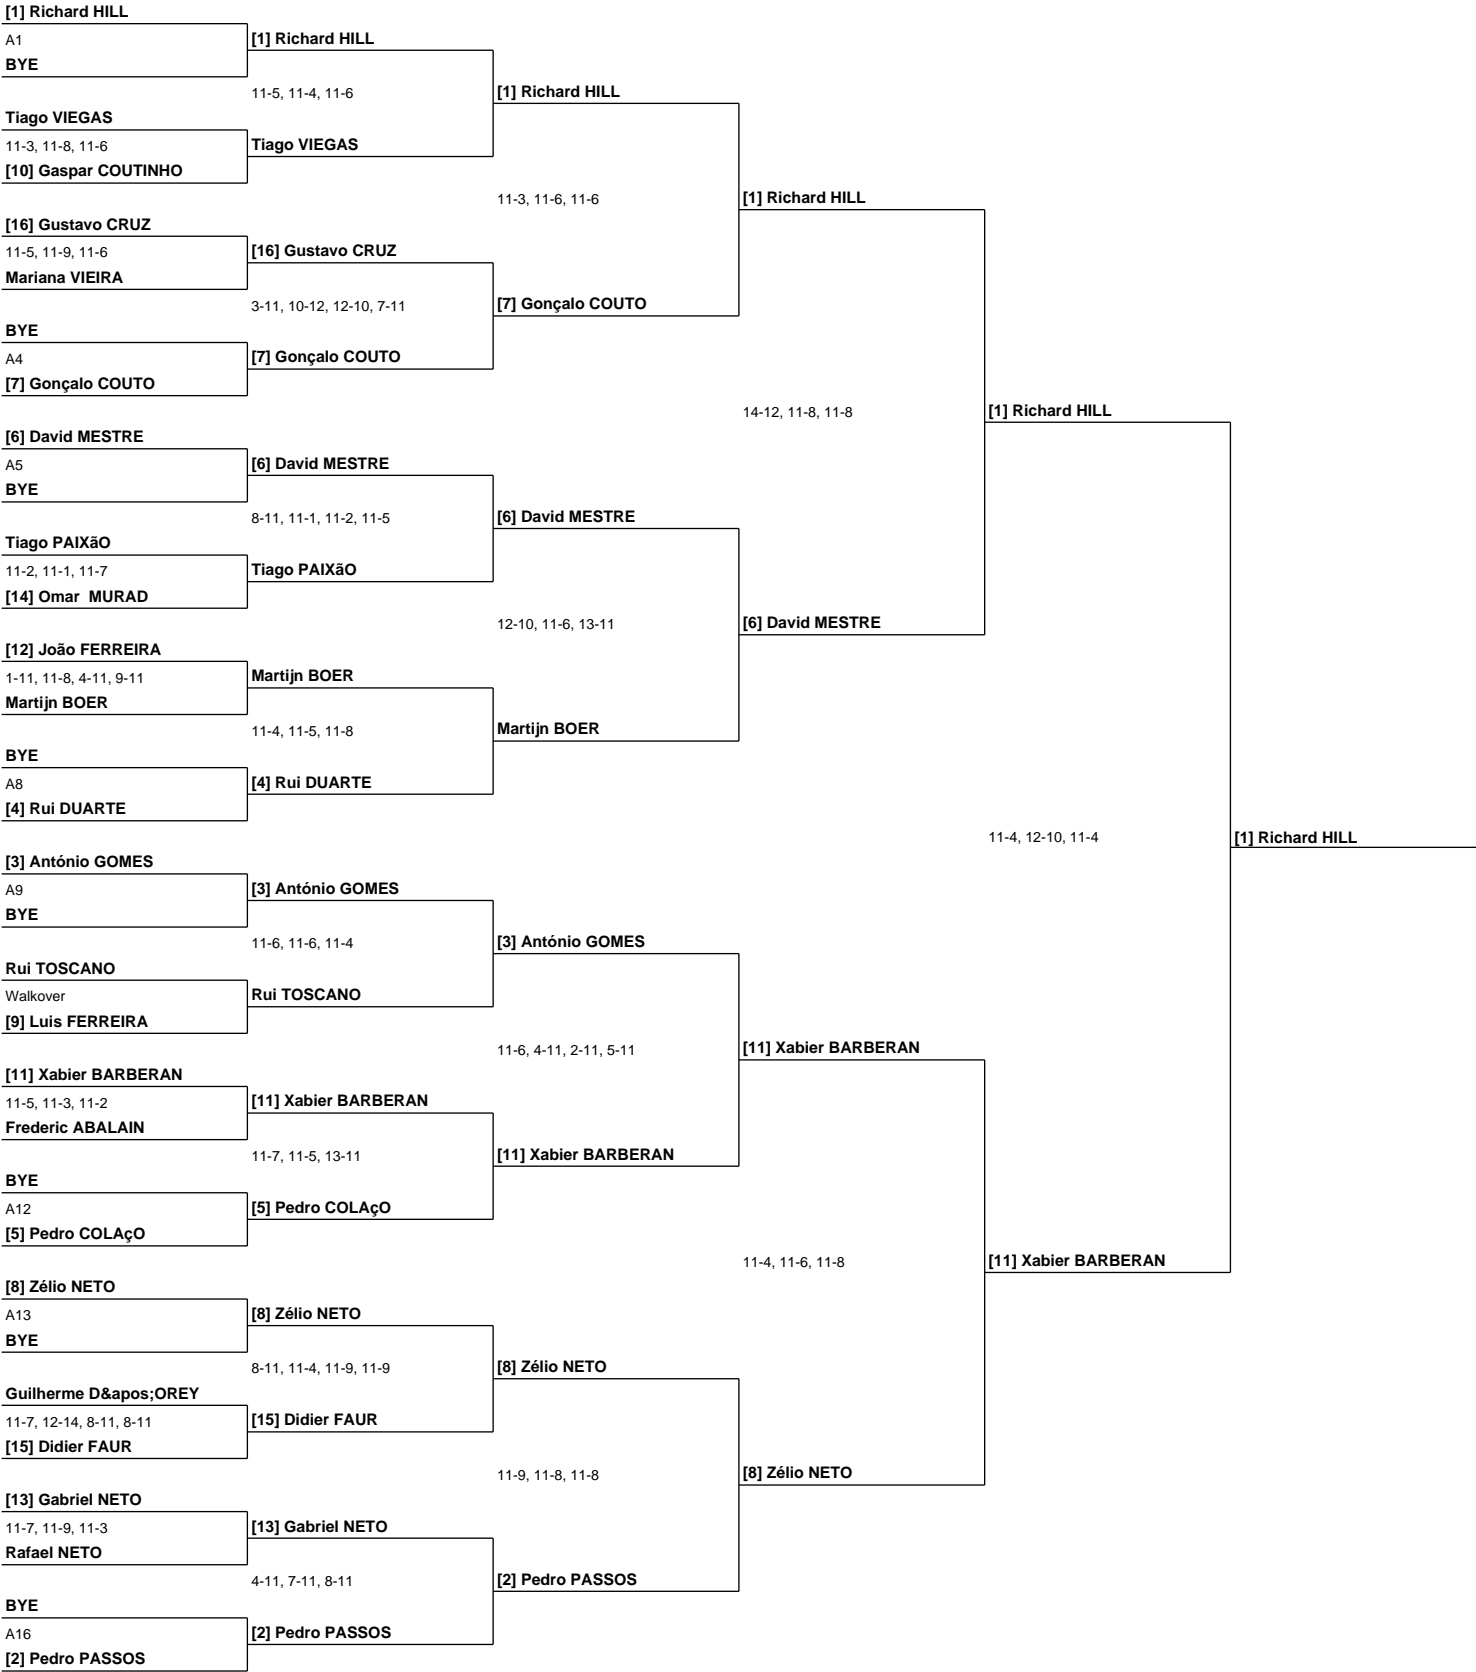 [1] Richard HILL
A1
[1] Richard HILL
BYE
11-5, 11-4, 11-6
[1] Richard HILL
Tiago VIEGAS
11-3, 11-8, 11-6
Tiago VIEGAS
[10] Gaspar COUTINHO
11-3, 11-6, 11-6
[1] Richard HILL
[16] Gustavo CRUZ
11-5, 11-9, 11-6
[16] Gustavo CRUZ
Mariana VIEIRA
3-11, 10-12, 12-10, 7-11
[7] Gonçalo COUTO
BYE
A4
[7] Gonçalo COUTO
[7] Gonçalo COUTO
14-12, 11-8, 11-8
[1] Richard HILL
[6] David MESTRE
A5
[6] David MESTRE
BYE
8-11, 11-1, 11-2, 11-5
[6] David MESTRE
Tiago PAIXãO
11-2, 11-1, 11-7
Tiago PAIXãO
[14] Omar  MURAD
12-10, 11-6, 13-11
[6] David MESTRE
[12] João FERREIRA
1-11, 11-8, 4-11, 9-11
Martijn BOER
Martijn BOER
11-4, 11-5, 11-8
Martijn BOER
BYE
A8
[4] Rui DUARTE
[4] Rui DUARTE
11-4, 12-10, 11-4
[1] Richard HILL
[3] António GOMES
A9
[3] António GOMES
BYE
11-6, 11-6, 11-4
[3] António GOMES
Rui TOSCANO
Walkover
Rui TOSCANO
[9] Luis FERREIRA
11-6, 4-11, 2-11, 5-11
[11] Xabier BARBERAN
[11] Xabier BARBERAN
11-5, 11-3, 11-2
[11] Xabier BARBERAN
Frederic ABALAIN
11-7, 11-5, 13-11
[11] Xabier BARBERAN
BYE
A12
[5] Pedro COLAçO
[5] Pedro COLAçO
11-4, 11-6, 11-8
[11] Xabier BARBERAN
[8] Zélio NETO
A13
[8] Zélio NETO
BYE
8-11, 11-4, 11-9, 11-9
[8] Zélio NETO
Guilherme D&apos;OREY
11-7, 12-14, 8-11, 8-11
[15] Didier FAUR
[15] Didier FAUR
11-9, 11-8, 11-8
[8] Zélio NETO
[13] Gabriel NETO
11-7, 11-9, 11-3
[13] Gabriel NETO
Rafael NETO
4-11, 7-11, 8-11
[2] Pedro PASSOS
BYE
A16
[2] Pedro PASSOS
[2] Pedro PASSOS